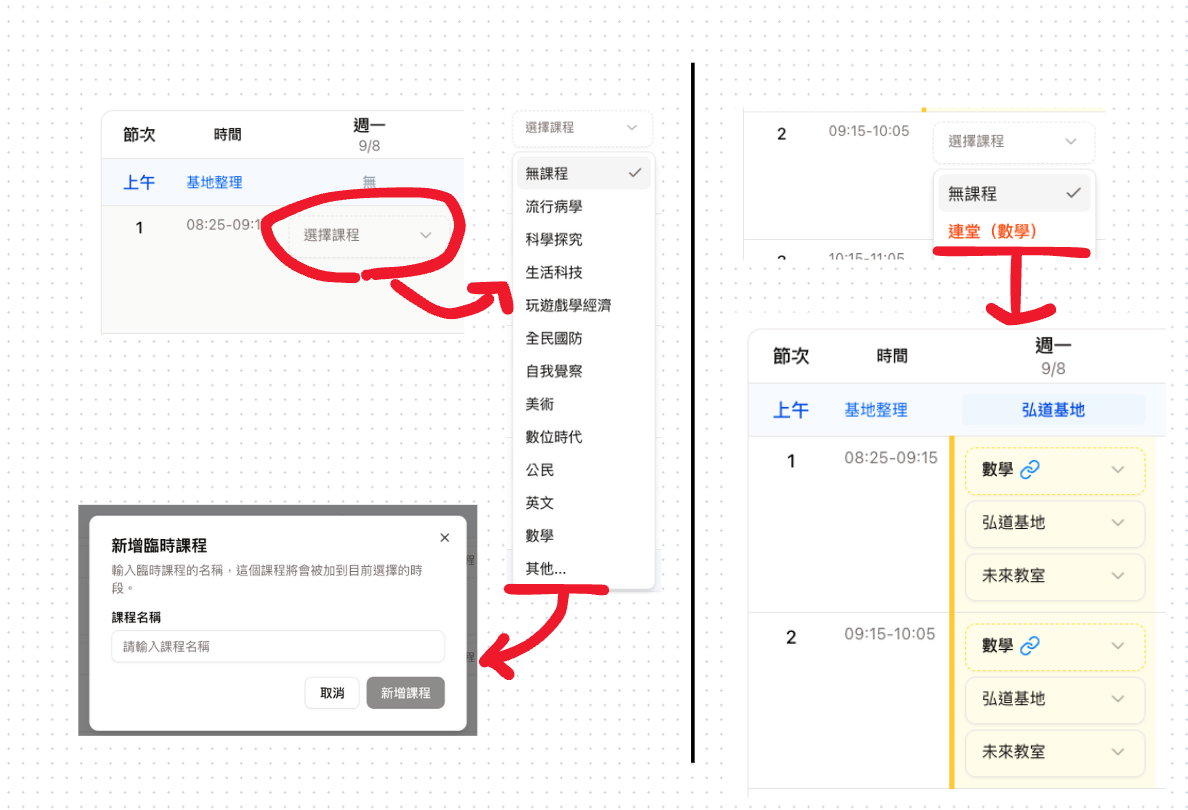 節次 時間 週一
9/8
上午 基地整理 無
1 08:25-09:1
選擇課程
選擇課程
無課程
流行病學
科學探究
生活科技
玩遊戲學經濟
全民國防
自我覺察
美術
數位時代
公民
英文
數學
其他...
新增臨時課程
輸入臨時課程的名稱，這個課程將會被加到目前選擇的時
段。
課程名稱
請輸入課程名稱
取消 新增課程
程
程
2 09:15-10:05 選擇課程
無課程
連堂（數學）
10:15-11:05
節次 時間 週一
9/8
上午 基地整理 弘道基地
1 08:25-09:15 數學
弘道基地
未來教室
2 09:15-10:05 數學
弘道基地
未來教室